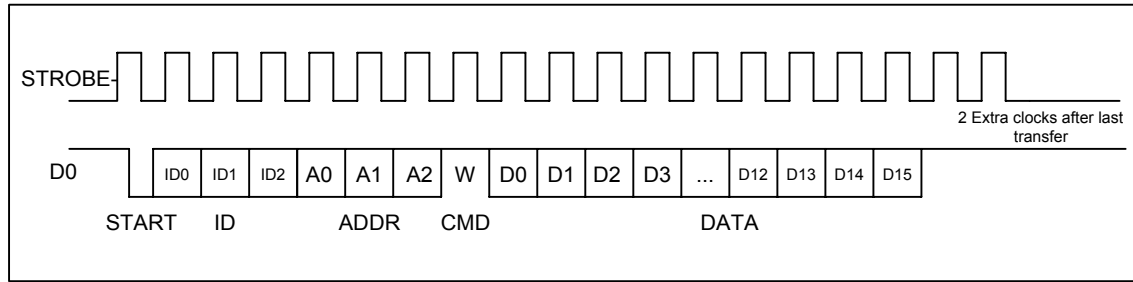 STROBE-
2 Extra clocks after last
transfer
D0 ID0 ID1 ID2 A0 A1 A2 W D0 D1 D2 D3 ... D12 D13 D14 D15
START ID ADDR CMD DATA